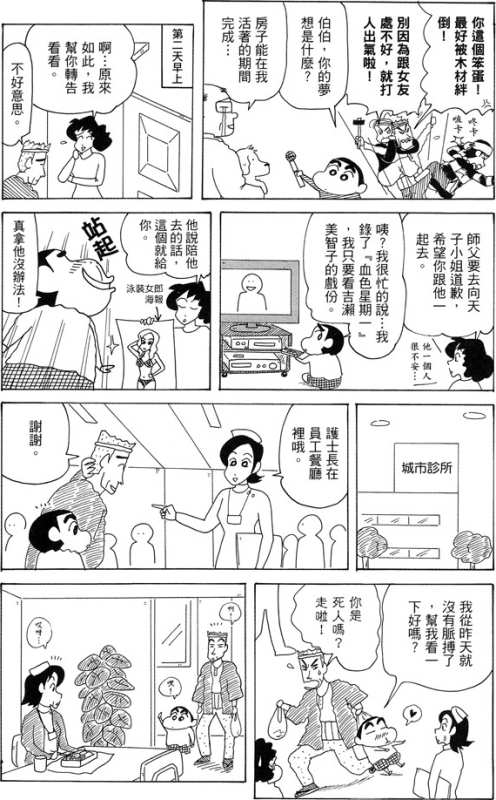 你這個笨蛋！
最好被木材絆
倒！
別因為跟女友
處不好，就打
人出氣啦！
咚卡
咀卡
伯伯，你的夢
想是什麼？
房子能在我
活著的期間
完成…
第二天早上
啊…原來
如此，我
幫你轉告
看看。
不好意思。
師父要去向天
子小姐道歉，
希望你跟他一
起去。
他一個人
很不安…
咦？我很忙的說…我
錄了『血色星期一』
，我只要看吉瀨
美智子的戲份。
他說陪他
去的話，
這個就給
你。
泳裝女郎
海報
站起
真拿他沒辦法！
城市診所
護士長在
員工餐廳
裡哦。
謝謝。
我從昨天就
沒有脈搏了
，幫我看一
下好嗎？
你是
死人嗎？
走啦！